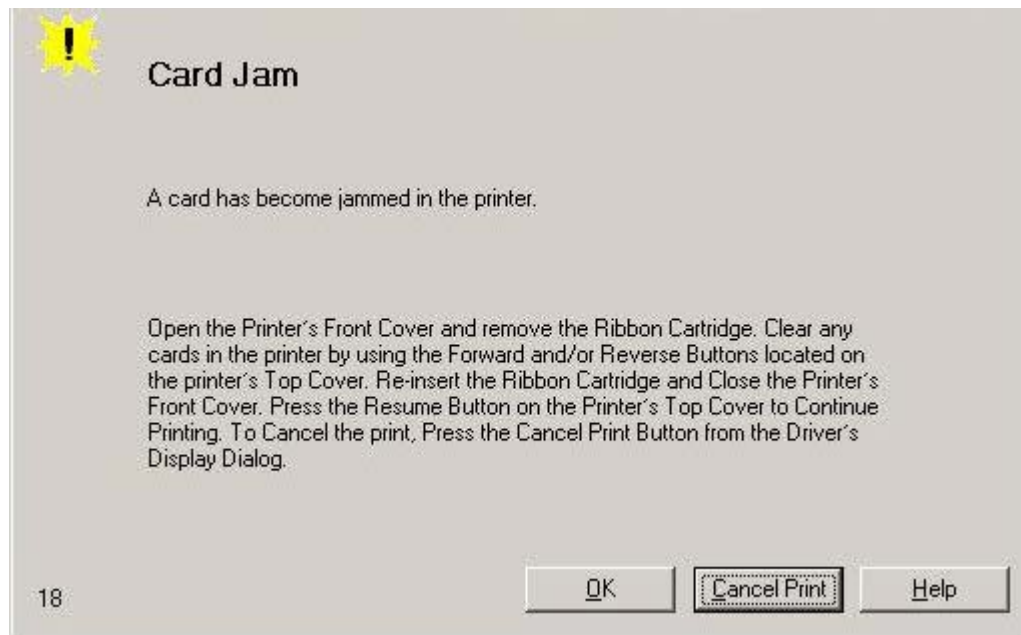 !
Card Jam
A card has become jammed in the printer.
Open the Printer´s Front Cover and remove the Ribbon Cartridge. Clear any
cards in the printer by using the Forward and/or Reverse Buttons located on
the printer´s Top Cover. Re-insert the Ribbon Cartridge and Close the Printer´s
Front Cover. Press the Resume Button on the Printer´s Top Cover to Continue
Printing. To Cancel the print, Press the Cancel Print Button from the Driver´s
Display Dialog.
18 OK Cancel Print Help